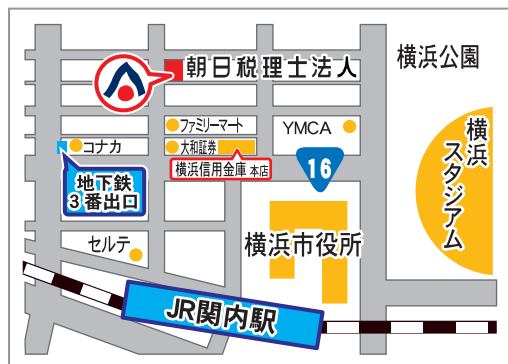 横浜公園
朝日税理士法人
ファミリーマート
YMCA
コナカ
大和証券
横浜信用金庫 本店
16
横浜
スタジアム
地下鉄
3番出口
セルテ
横浜市役所
JR関内駅